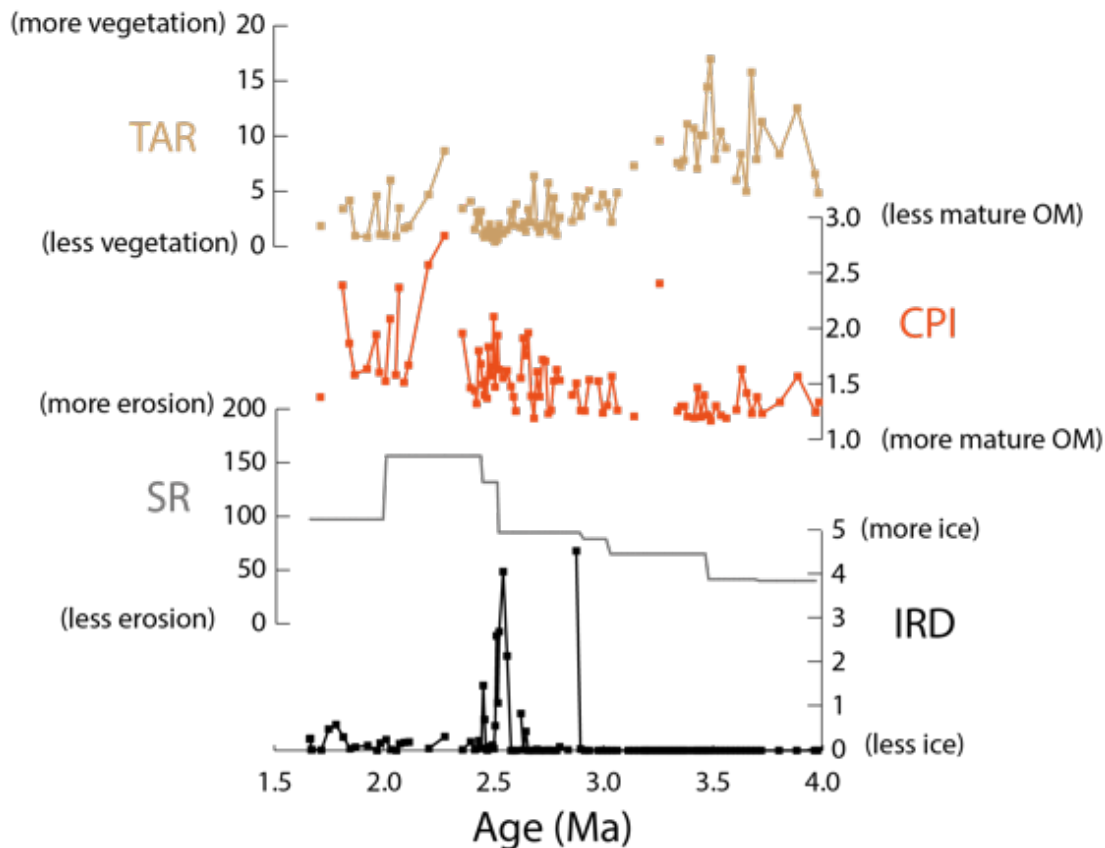 (more vegetation)
20
15
TAR
10
5
(less vegetation)
0
3.0
(less mature OM)
2.5
CPI
2.0
1.5
(more erosion)
200
1.0
(more mature OM)
150
SR
100
5
(more ice)
50
4
(less erosion)
0
3
IRD
2
1
0
(less ice)
1.5
2.0
2.5
3.0
3.5
4.0
Age (Ma)